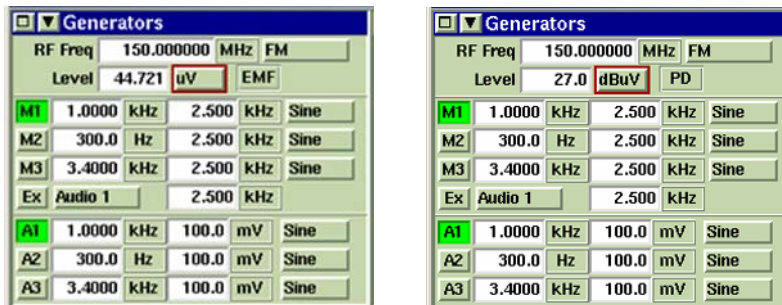 Generators
RF Freq 150.000000 MHz FM
Level 44.721 uV EMF
M1 1.0000 kHz 2.500 kHz Sine
M2 300.0 Hz 2.500 kHz Sine
M3 3.4000 kHz 2.500 kHz Sine
Ex Audio 1 2.500 kHz
A1 1.0000 kHz 100.0 mV Sine
A2 300.0 Hz 100.0 mV Sine
A3 3.4000 kHz 100.0 mV Sine
Generators
RF Freq 150.000000 MHz FM
Level 27.0 dBuV PD
M1 1.0000 kHz 2.500 kHz Sine
M2 300.0 Hz 2.500 kHz Sine
M3 3.4000 kHz 2.500 kHz Sine
Ex Audio 1 2.500 kHz
A1 1.0000 kHz 100.0 mV Sine
A2 300.0 Hz 100.0 mV Sine
A3 3.4000 kHz 100.0 mV Sine